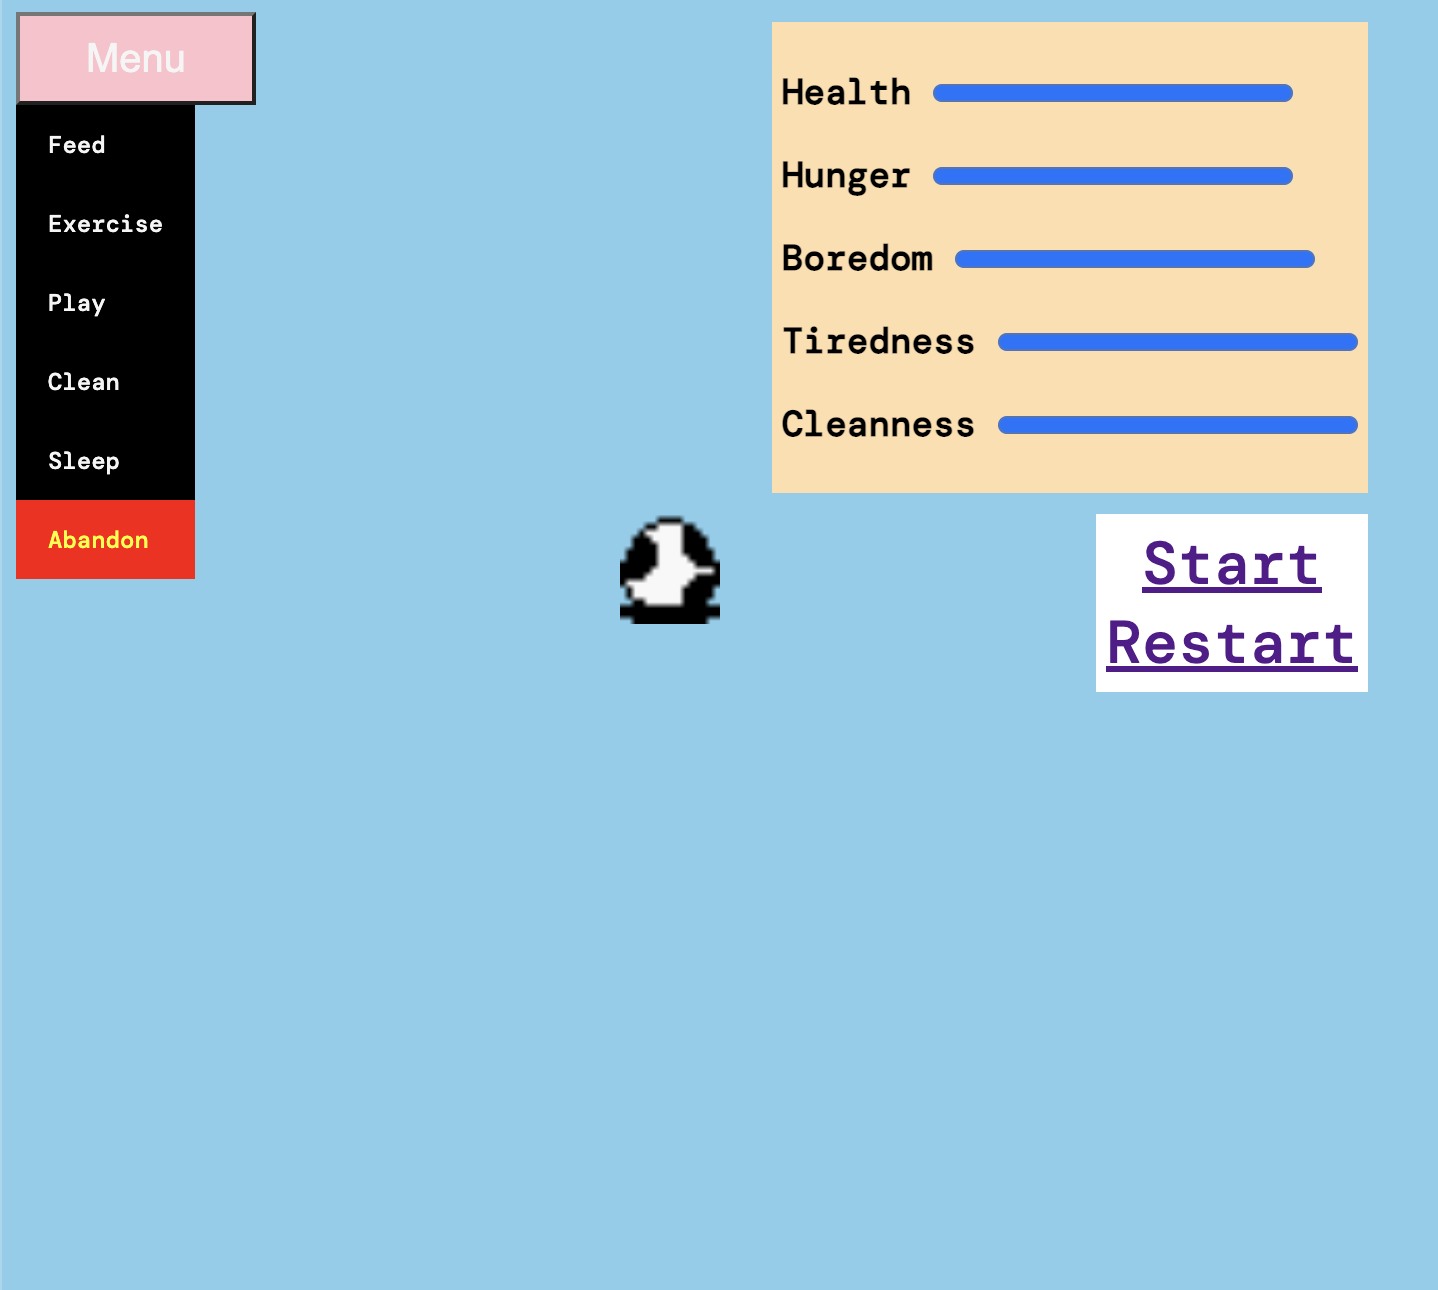 Menu
Feed
Exercise
Play
Clean
Sleep
Abandon
Health
Hunger
Boredom
Tiredness
Cleanness
Start
Restart